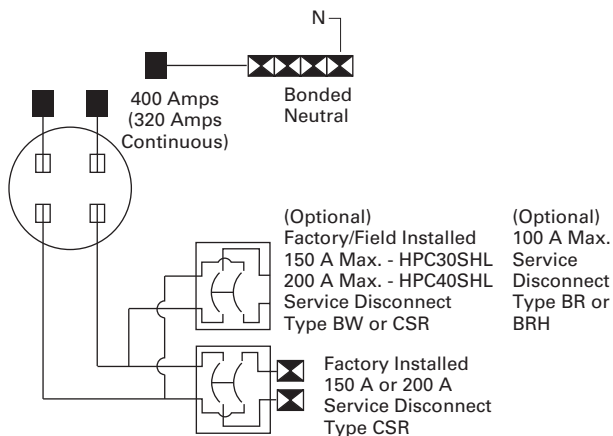 N
400 Amps
(320 Amps
Continuous)
Bonded
Neutral
(Optional)
Factory/Field Installed
150 A Max. - HPC30SHL
200 A Max. - HPC40SHL
Service Disconnect
Type BW or CSR
(Optional)
100 A Max.
Service
Disconnect
Type BR or
BRH
Factory Installed
150 A or 200 A
Service Disconnect
Type CSR